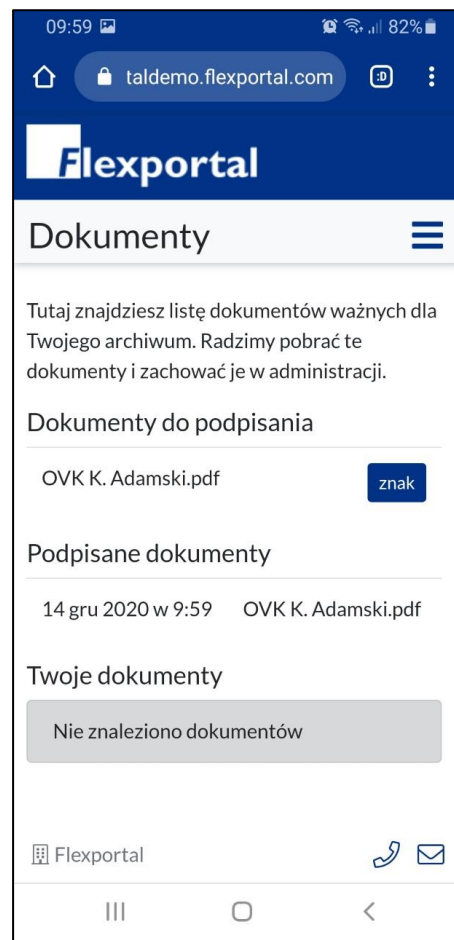 09:59 82%
taldemo.flexportal.com :D
Flexportal
Dokumenty
Tutaj znajdziesz listę dokumentów ważnych dla
Twojego archiwum. Radzimy pobrać te
dokumenty i zachować je w administracji.
Dokumenty do podpisania
OVK K. Adamski.pdf znak
Podpisane dokumenty
14 gru 2020 w 9:59 OVK K. Adamski.pdf
Twoje dokumenty
Nie znaleziono dokumentów
Flexportal